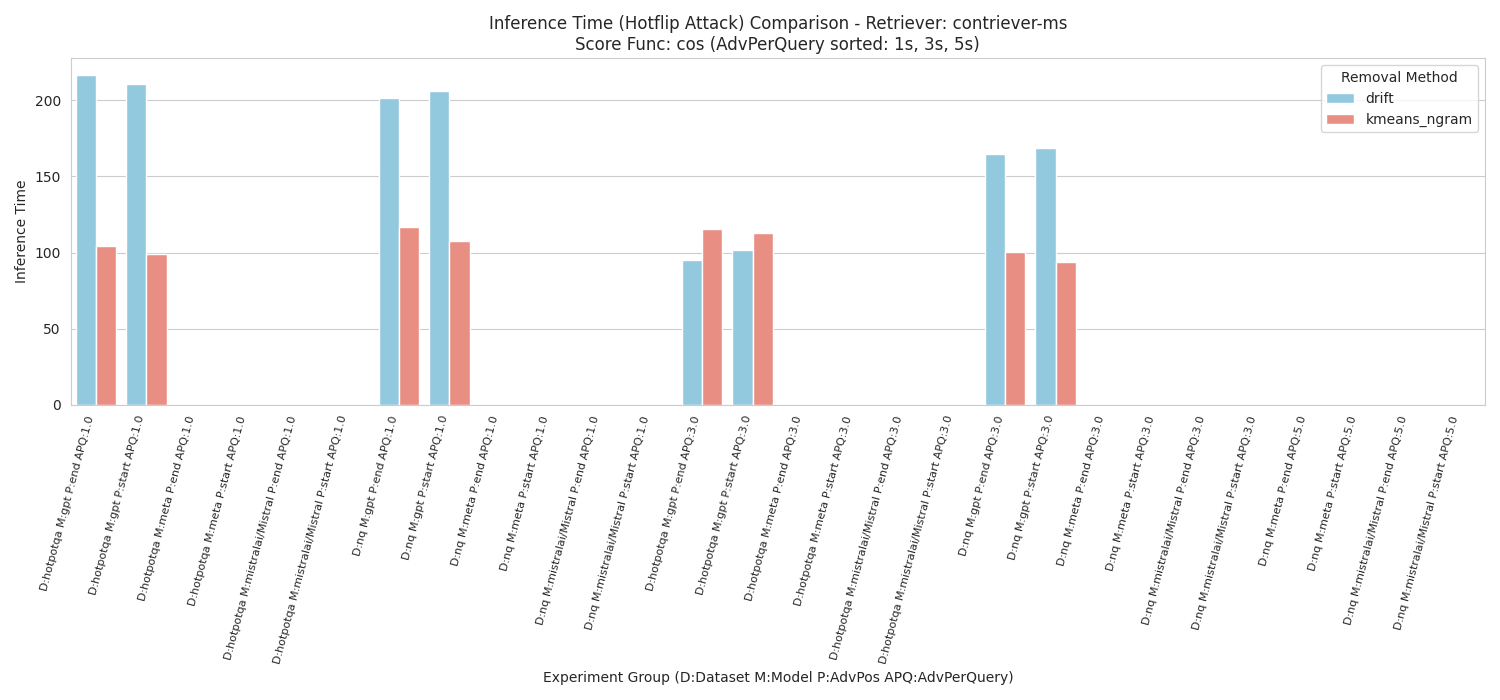 Inference Time (Hotflip Attack) Comparison - Retriever: contriever-ms
Score Func: cos (AdvPerQuery sorted: 1s, 3s, 5s)
Removal Method
drift
kmeans_ngram
Inference Time
200
150
100
50
0
D:hotpotqa M:gpt P:end APQ:1.0
D:hotpotqa M:gpt P:start APQ:1.0
D:hotpotqa M:meta P:end APQ:1.0
D:hotpotqa M:meta P:start APQ:1.0
D:hotpotqa M:mistralai/Mistral P:end APQ:1.0
D:hotpotqa M:mistralai/Mistral P:start APQ:1.0
D:nq M:gpt P:end APQ:1.0
D:nq M:gpt P:start APQ:1.0
D:nq M:meta P:end APQ:1.0
D:nq M:meta P:start APQ:1.0
D:nq M:mistralai/Mistral P:end APQ:1.0
D:nq M:mistralai/Mistral P:start APQ:1.0
D:hotpotqa M:gpt P:end APQ:3.0
D:hotpotqa M:gpt P:start APQ:3.0
D:hotpotqa M:meta P:end APQ:3.0
D:hotpotqa M:meta P:start APQ:3.0
D:hotpotqa M:mistralai/Mistral P:end APQ:3.0
D:hotpotqa M:mistralai/Mistral P:start APQ:3.0
D:nq M:gpt P:end APQ:3.0
D:nq M:gpt P:start APQ:3.0
D:nq M:meta P:end APQ:3.0
D:nq M:meta P:start APQ:3.0
D:nq M:mistralai/Mistral P:end APQ:3.0
D:nq M:mistralai/Mistral P:start APQ:3.0
D:nq M:meta P:end APQ:5.0
D:nq M:meta P:start APQ:5.0
D:nq M:mistralai/Mistral P:end APQ:5.0
D:nq M:mistralai/Mistral P:start APQ:5.0
Experiment Group (D:Dataset M:Model P:AdvPos APQ:AdvPerQuery)